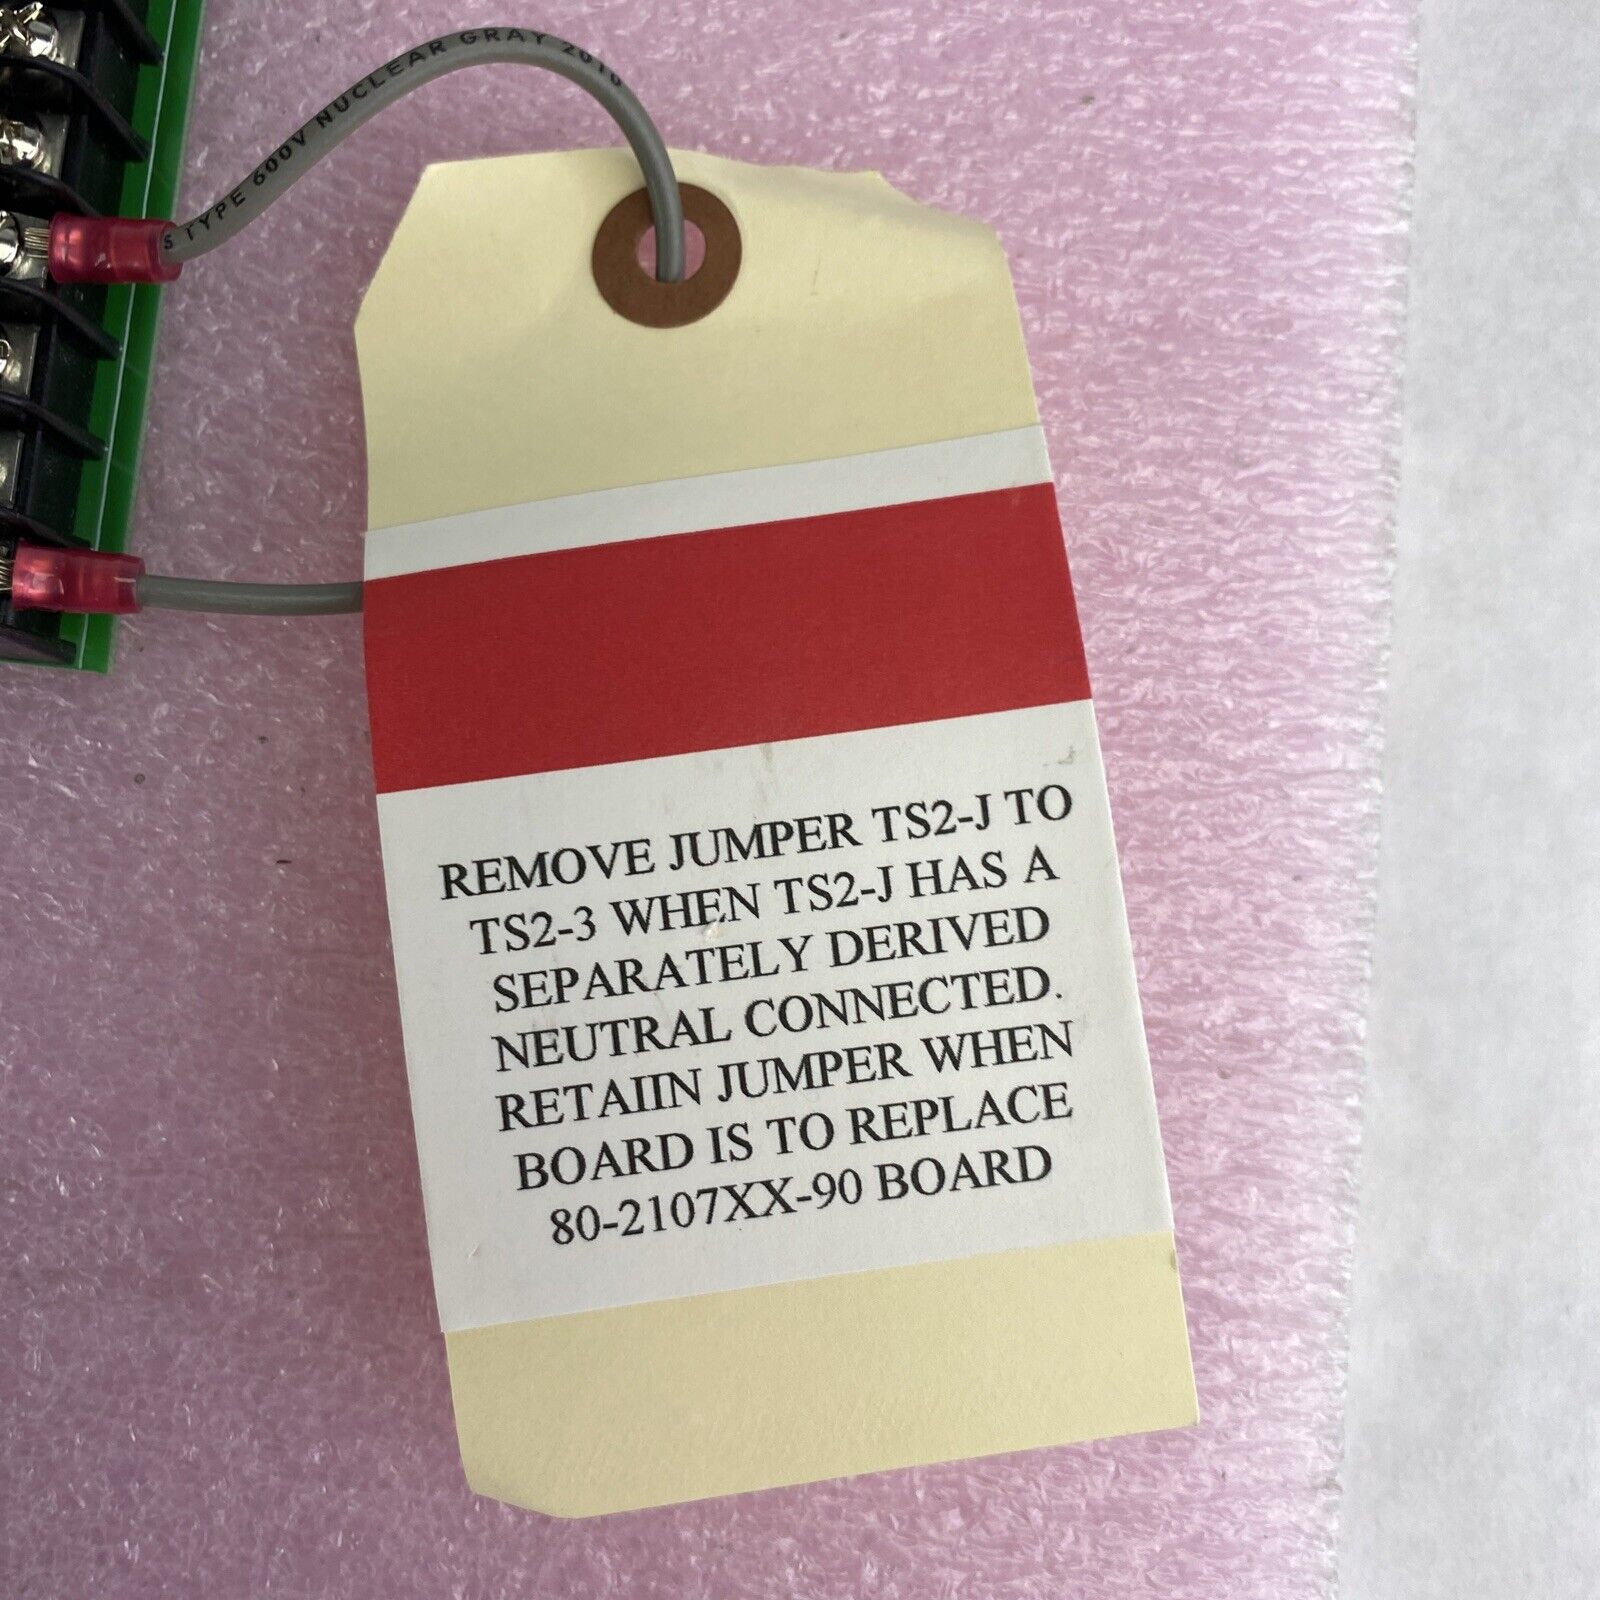 S TYPE 600V NUCLEAR GRAY 2010
REMOVE JUMPER TS2-J TO
TS2-3 WHEN TS2-J HAS A
SEPARATELY DERIVED
NEUTRAL CONNECTED.
RETAIIN JUMPER WHEN
BOARD IS TO REPLACE
80-2107XX-90 BOARD